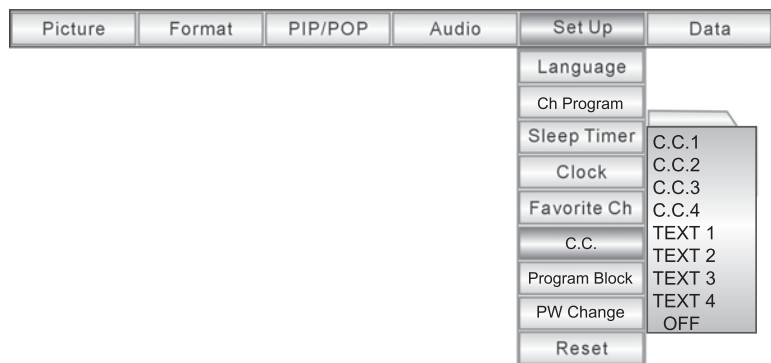 Picture Format PIP/POP Audio Set Up Data
Language
Ch Program
Sleep Timer
Clock
Favorite Ch
C.C.
Program Block
PW Change
Reset
C.C.1
C.C.2
C.C.3
C.C.4
TEXT 1
TEXT 2
TEXT 3
TEXT 4
OFF